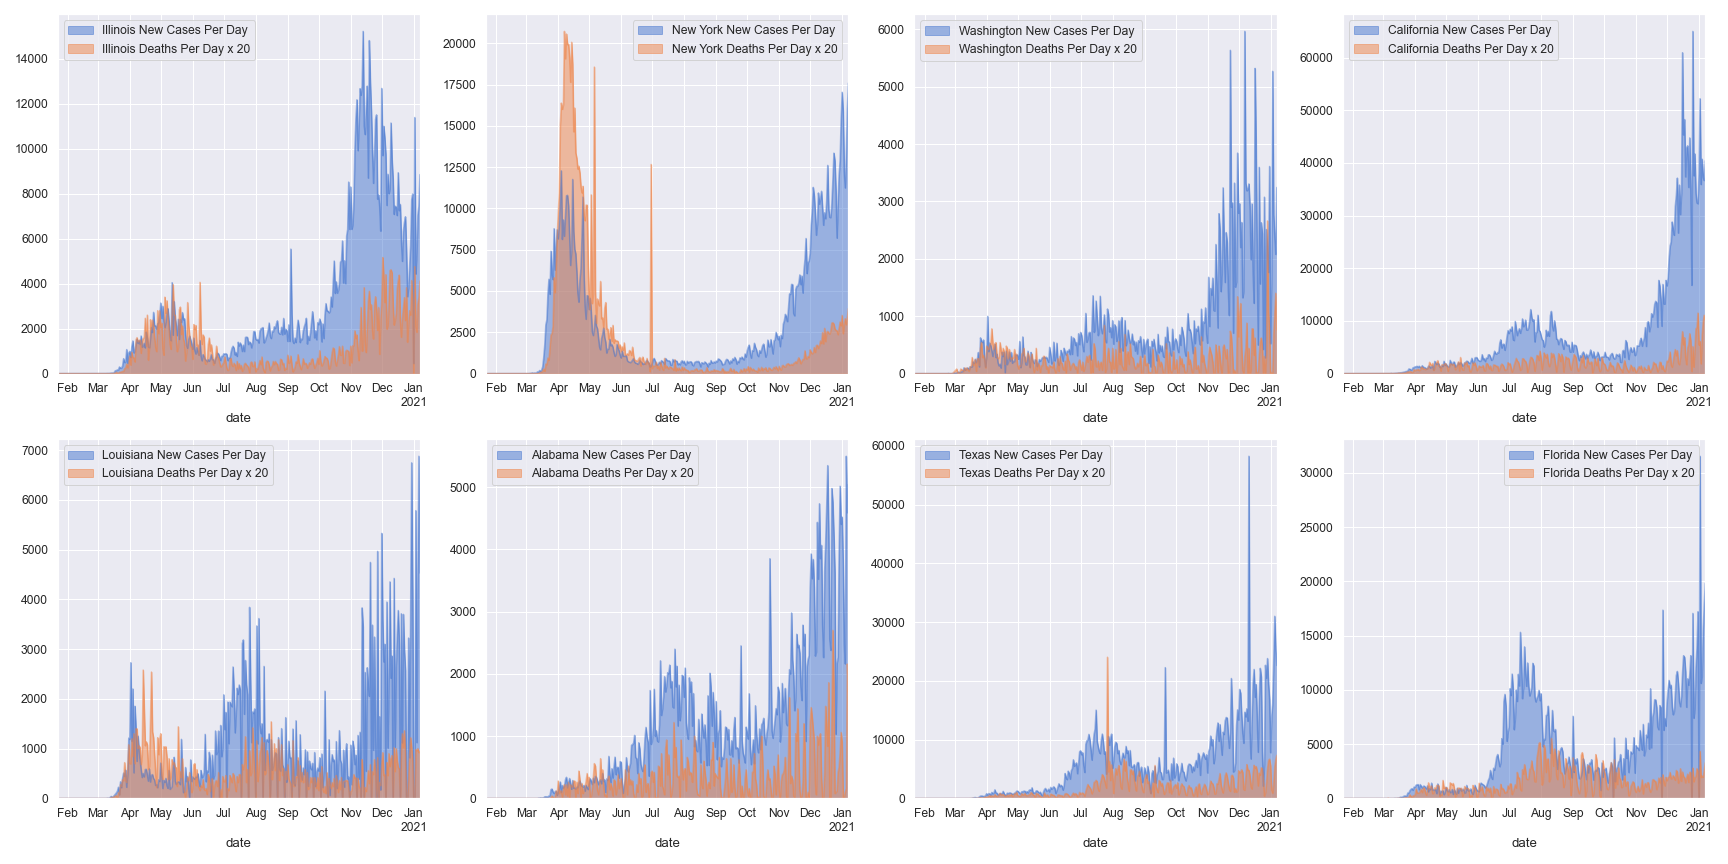 Illinois New Cases Per Day
Illinois Deaths Per Day x 20
14000
12000
10000
8000
6000
4000
2000
0
Feb Mar Apr May Jun Jul Aug Sep Oct Nov Dec Jan
2021
date
New York New Cases Per Day
New York Deaths Per Day x 20
20000
17500
15000
12500
10000
7500
5000
2500
0
Feb Mar Apr May Jun Jul Aug Sep Oct Nov Dec Jan
2021
date
Washington New Cases Per Day
Washington Deaths Per Day x 20
6000
5000
4000
3000
2000
1000
0
Feb Mar Apr May Jun Jul Aug Sep Oct Nov Dec Jan
2021
date
California New Cases Per Day
California Deaths Per Day x 20
60000
50000
40000
30000
20000
10000
0
Feb Mar Apr May Jun Jul Aug Sep Oct Nov Dec Jan
2021
date
Louisiana New Cases Per Day
Louisiana Deaths Per Day x 20
7000
6000
5000
4000
3000
2000
1000
0
Feb Mar Apr May Jun Jul Aug Sep Oct Nov Dec Jan
2021
date
Alabama New Cases Per Day
Alabama Deaths Per Day x 20
5000
4000
3000
2000
1000
0
Feb Mar Apr May Jun Jul Aug Sep Oct Nov Dec Jan
2021
date
Texas New Cases Per Day
Texas Deaths Per Day x 20
60000
50000
40000
30000
20000
10000
0
Feb Mar Apr May Jun Jul Aug Sep Oct Nov Dec Jan
2021
date
Florida New Cases Per Day
Florida Deaths Per Day x 20
30000
25000
20000
15000
10000
5000
0
Feb Mar Apr May Jun Jul Aug Sep Oct Nov Dec Jan
2021
date